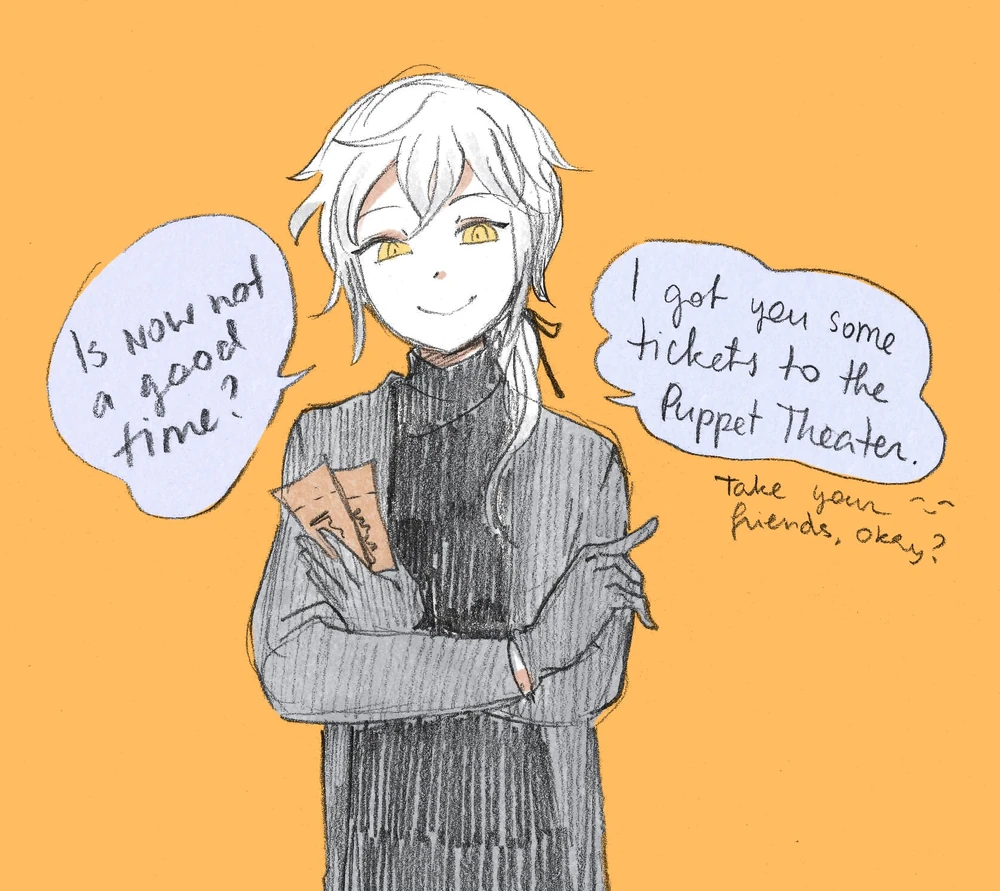 Is now not
a good
time?
I got you some
tickets to the
Puppet Theater.
Take your ~~
friends, okay?